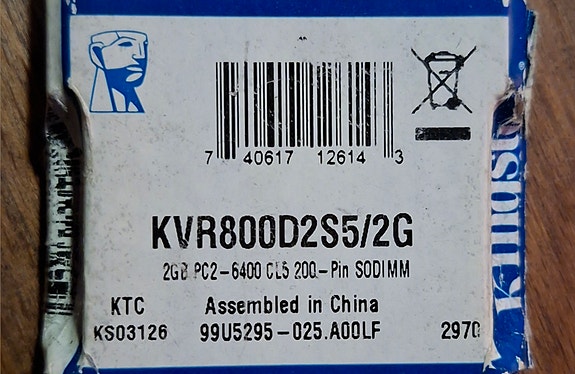 7 40617 12614 3
KVR800D2S5/2G
2GB PC2-6400 CL5 200-Pin SODIMM
KTC Assembled in China
KS03126 99U5295-025.A00LF 2970
Kingston